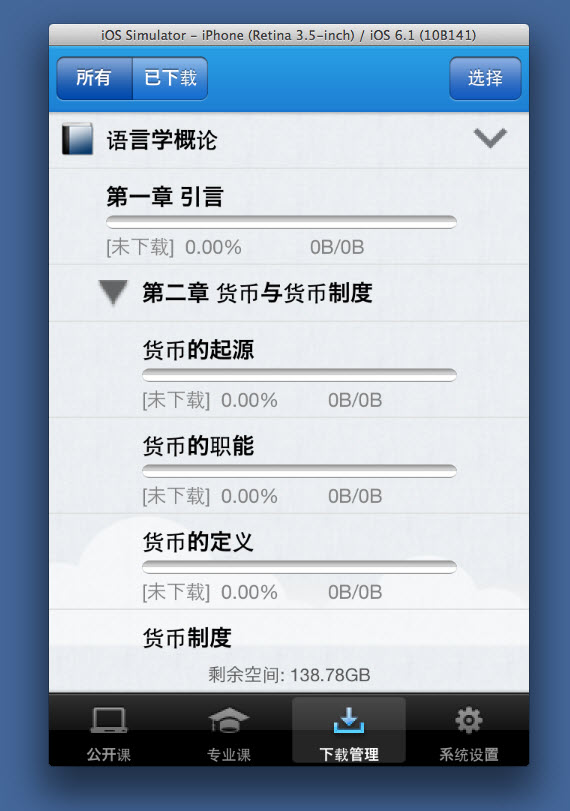 iOS Simulator - iPhone (Retina 3.5-inch) / iOS 6.1 (10B141)
所有 已下载 选择
语言学概论
第一章 引言
[未下载] 0.00% 0B/0B
第二章 货币与货币制度
货币的起源
[未下载] 0.00% 0B/0B
货币的职能
[未下载] 0.00% 0B/0B
货币的定义
[未下载] 0.00% 0B/0B
货币制度
剩余空间: 138.78GB
公开课 专业课 下载管理 系统设置